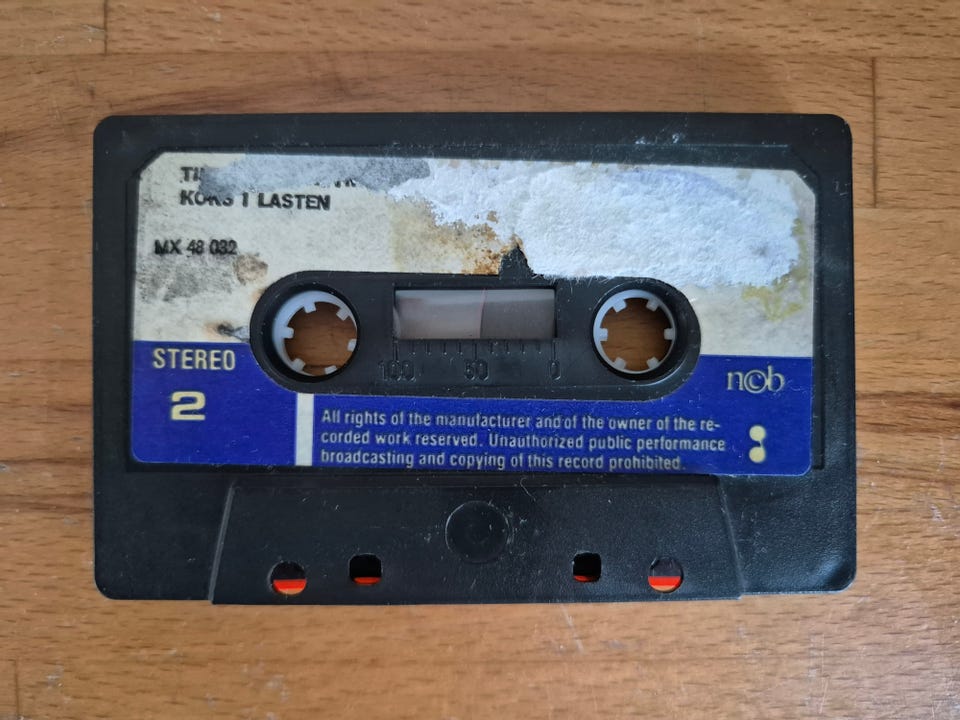 KOKS I LASTEN
MX 48 032
100 50 0
STEREO
2
n©b
All rights of the manufacturer and of the owner of the re-
corded work reserved. Unauthorized public performance
broadcasting and copying of this record prohibited.